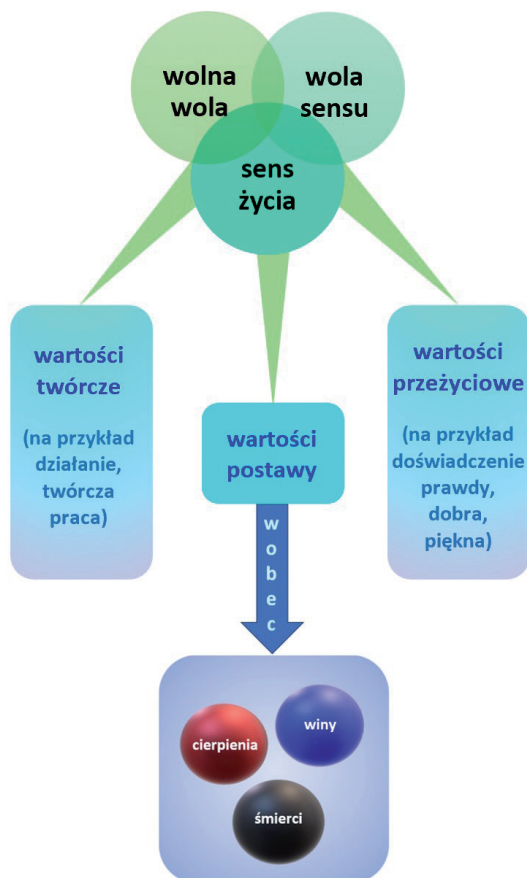 wolna
wola
wola
sensu
sens
życia
wartości
twórcze
(na przykład
działanie,
twórcza
praca)
wartości
postawy
wartości
przeżyciowe
(na przykład
doświadczenie
prawdy,
dobra,
piękna)
wobec
cierpienia
winy
śmierci